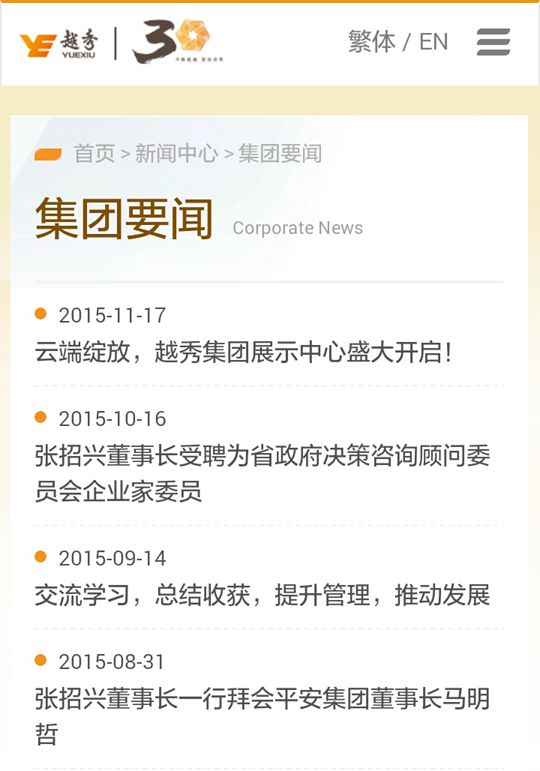 越秀
YUEXIU
30
繁体 / EN
首页 > 新闻中心 > 集团要闻
集团要闻 Corporate News
2015-11-17
云端绽放，越秀集团展示中心盛大开启！
2015-10-16
张招兴董事长受聘为省政府决策咨询顾问委
员会企业家委员
2015-09-14
交流学习，总结收获，提升管理，推动发展
2015-08-31
张招兴董事长一行拜会平安集团董事长马明
哲